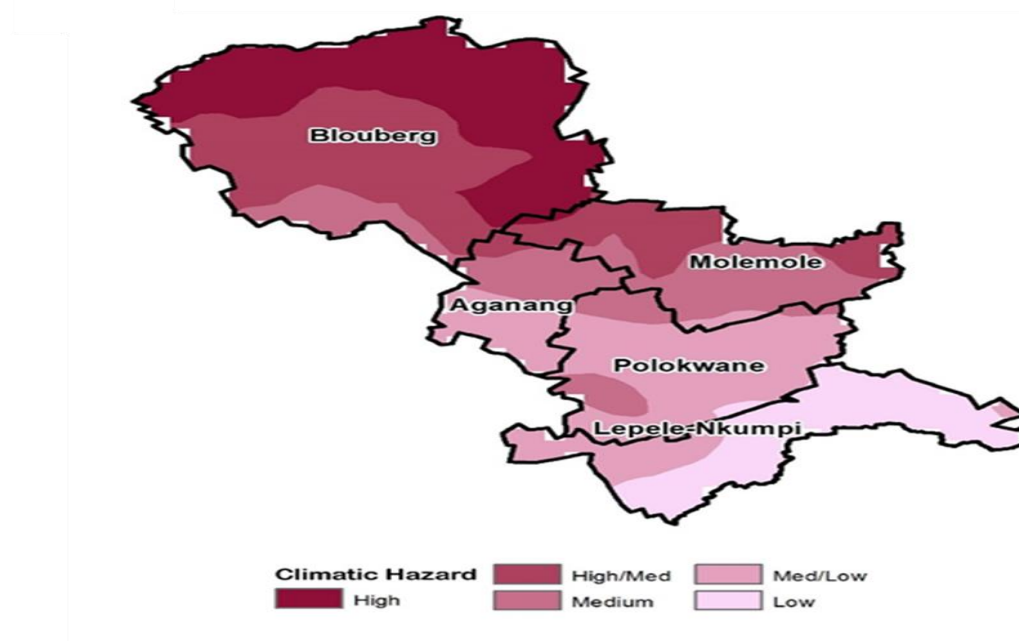 Blouberg
Molemole
Aganang
Polokwane
Lepele-Nkumpi
Climatic Hazard
High
High/Med
Medium
Med/Low
Low